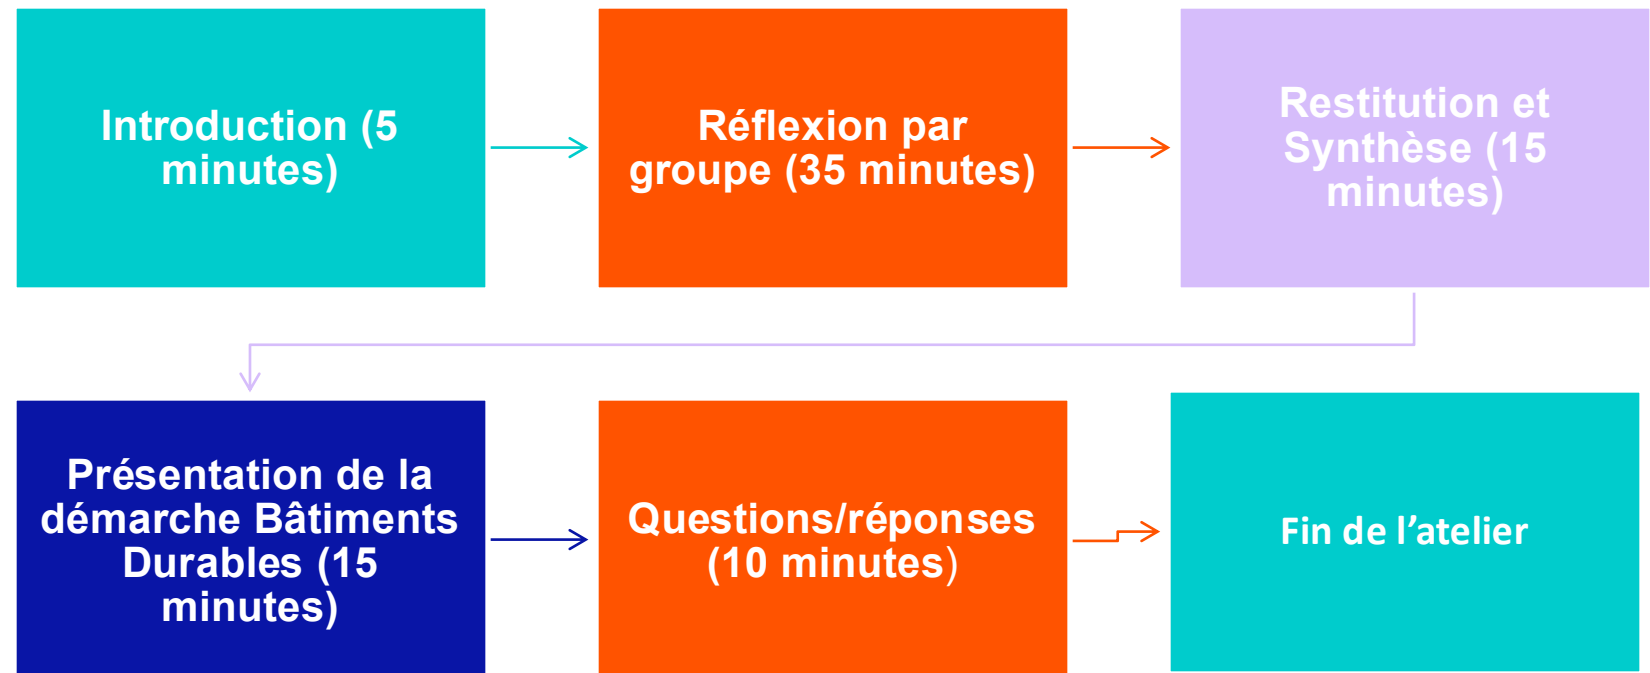 Introduction (5
minutes)
Réflexion par
groupe (35 minutes)
Restitution et
Synthèse (15
minutes)
Présentation de la
démarche Bâtiments
Durables (15
minutes)
Questions/réponses
(10 minutes)
Fin de l’atelier